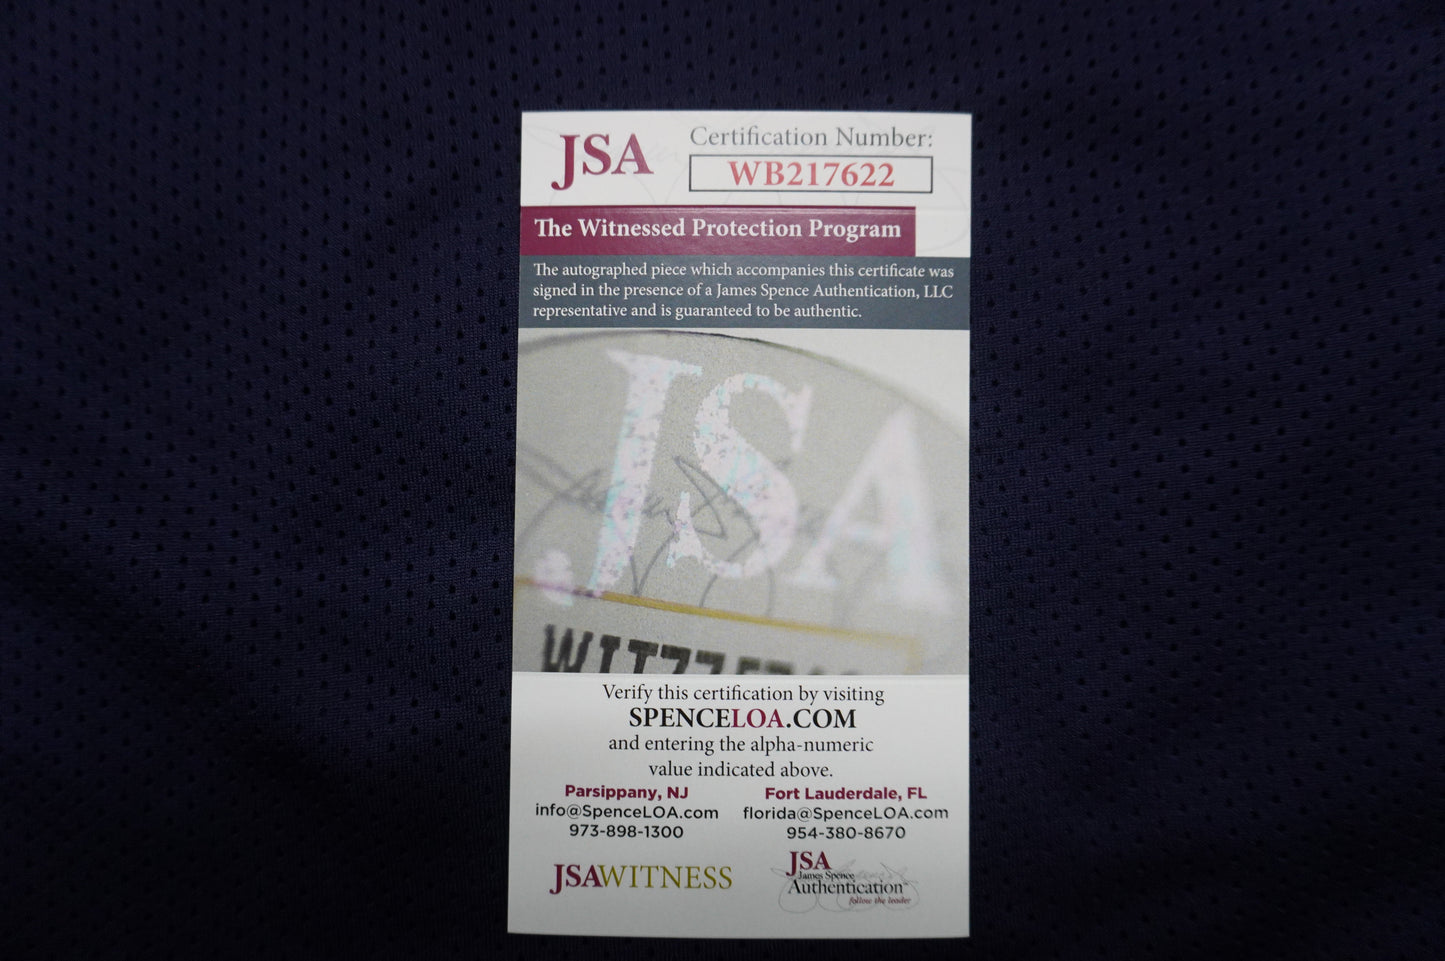 JSA
Certification Number:
WB217622
The Witnessed Protection Program
The autographed piece which accompanies this certificate was
signed in the presence of a James Spence Authentication, LLC
representative and is guaranteed to be authentic.
JSA
Verify this certification by visiting
SPENCELOA.COM
and entering the alpha-numeric
value indicated above.
Parsippany, NJ
info@SpenceLOA.com
973-898-1300
Fort Lauderdale, FL
florida@SpenceLOA.com
954-380-8670
JSAWITNESS
JSA
James Spence
Authentication
follow the leader